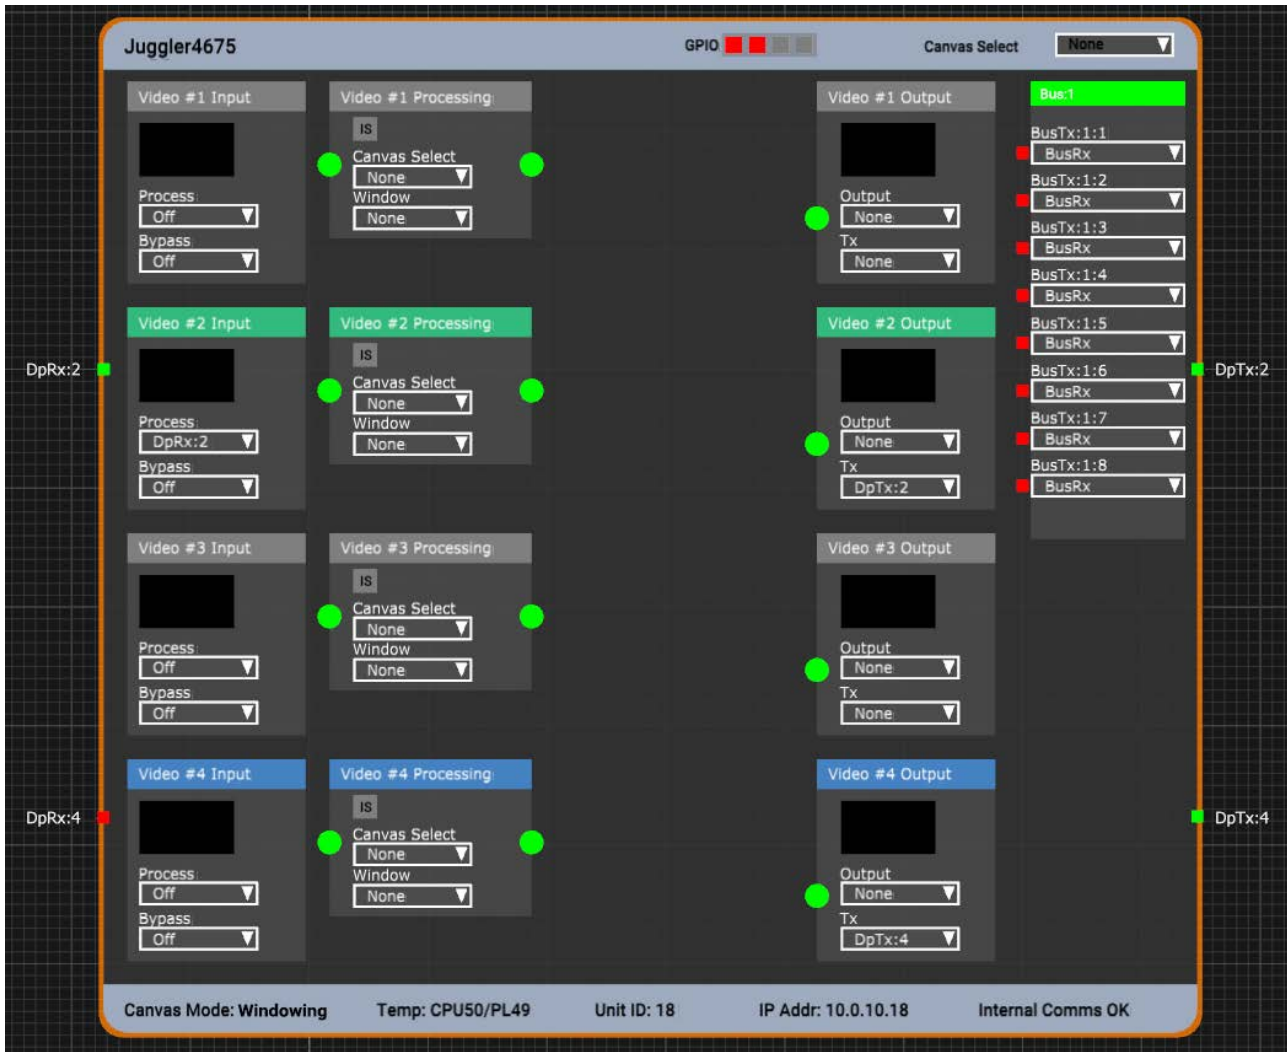 Juggler4675
GPIO
Canvas Select
None
Video #1 Input
Process
Off
Bypass
Off
Video #1 Processing
IS
Canvas Select
None
Window
None
Video #1 Output
Output
None
Tx
None
Bus:1
BusTx:1:1
BusRx
BusTx:1:2
BusRx
BusTx:1:3
BusRx
BusTx:1:4
BusRx
BusTx:1:5
BusRx
BusTx:1:6
BusRx
BusTx:1:7
BusRx
BusTx:1:8
BusRx
DpRx:2
Video #2 Input
Process
DpRx:2
Bypass
Off
Video #2 Processing
IS
Canvas Select
None
Window
None
Video #2 Output
Output
None
Tx
DpTx:2
DpTx:2
Video #3 Input
Process
Off
Bypass
Off
Video #3 Processing
IS
Canvas Select
None
Window
None
Video #3 Output
Output
None
Tx
None
DpRx:4
Video #4 Input
Process
Off
Bypass
Off
Video #4 Processing
IS
Canvas Select
None
Window
None
Video #4 Output
Output
None
Tx
DpTx:4
DpTx:4
Canvas Mode: Windowing
Temp: CPU50/PL49
Unit ID: 18
IP Addr: 10.0.10.18
Internal Comms OK